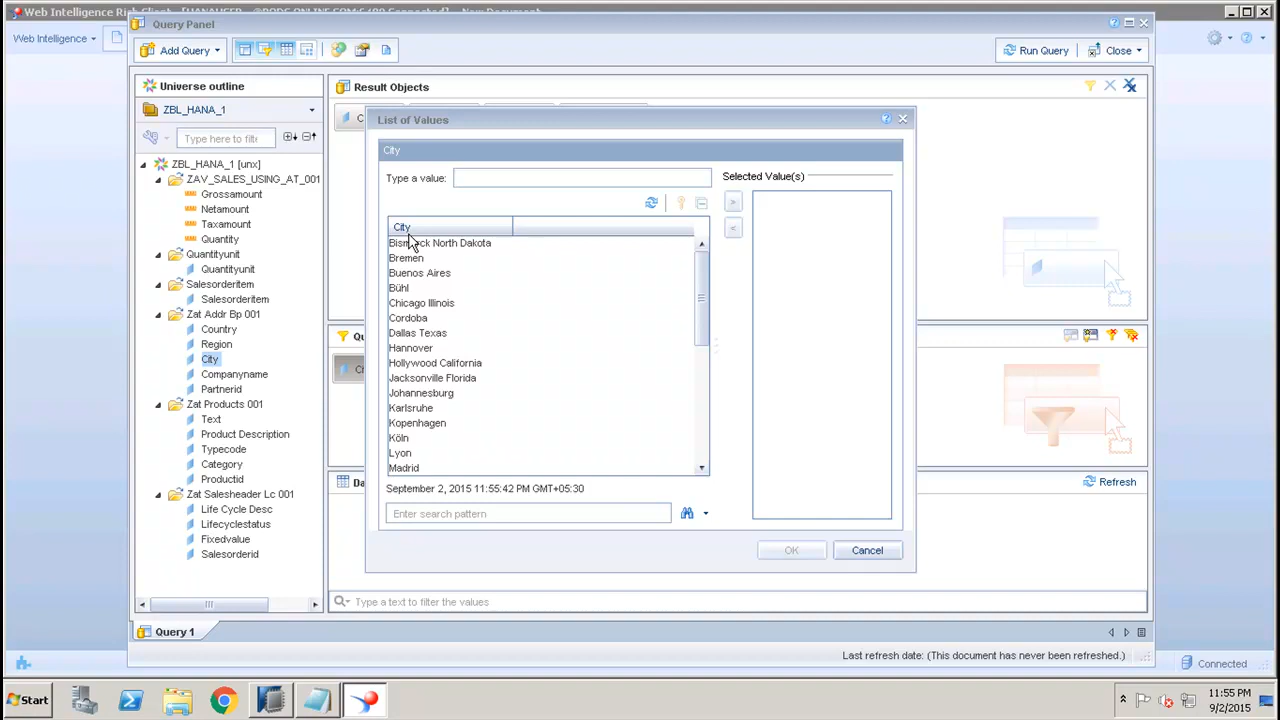 Web Intelligence Rich Client
Query Panel
Web Intelligence
Add Query
Run Query
Close
Universe outline
Result Objects
ZBL_HANA_1
Type here to filte
ZBL_HANA_1 [unx]
ZAV_SALES_USING_AT_001
Grossamount
Netamount
Taxamount
Quantity
Quantityunit
Quantityunit
Salesorderitem
Salesorderitem
Zat Addr Bp 001
Country
Region
City
Companyname
Partnerid
Zat Products 001
Text
Product Description
Typecode
Category
Productid
Zat Salesheader Lc 001
Life Cycle Desc
Lifecyclestatus
Fixedvalue
Salesorderid
List of Values
City
Type a value:
Selected Value(s)
>
<
City
Bismarck North Dakota
Bremen
Buenos Aires
Bühl
Chicago Illinois
Cordoba
Dallas Texas
Hannover
Hollywood California
Jacksonville Florida
Johannesburg
Karlsruhe
Kopenhagen
Köln
Lyon
Madrid
September 2, 2015 11:55:42 PM GMT+05:30
Enter search pattern
OK
Cancel
Refresh
Type a text to filter the values
Query 1
Last refresh date: (This document has never been refreshed.)
Connected
Start
11:55 PM
9/2/2015